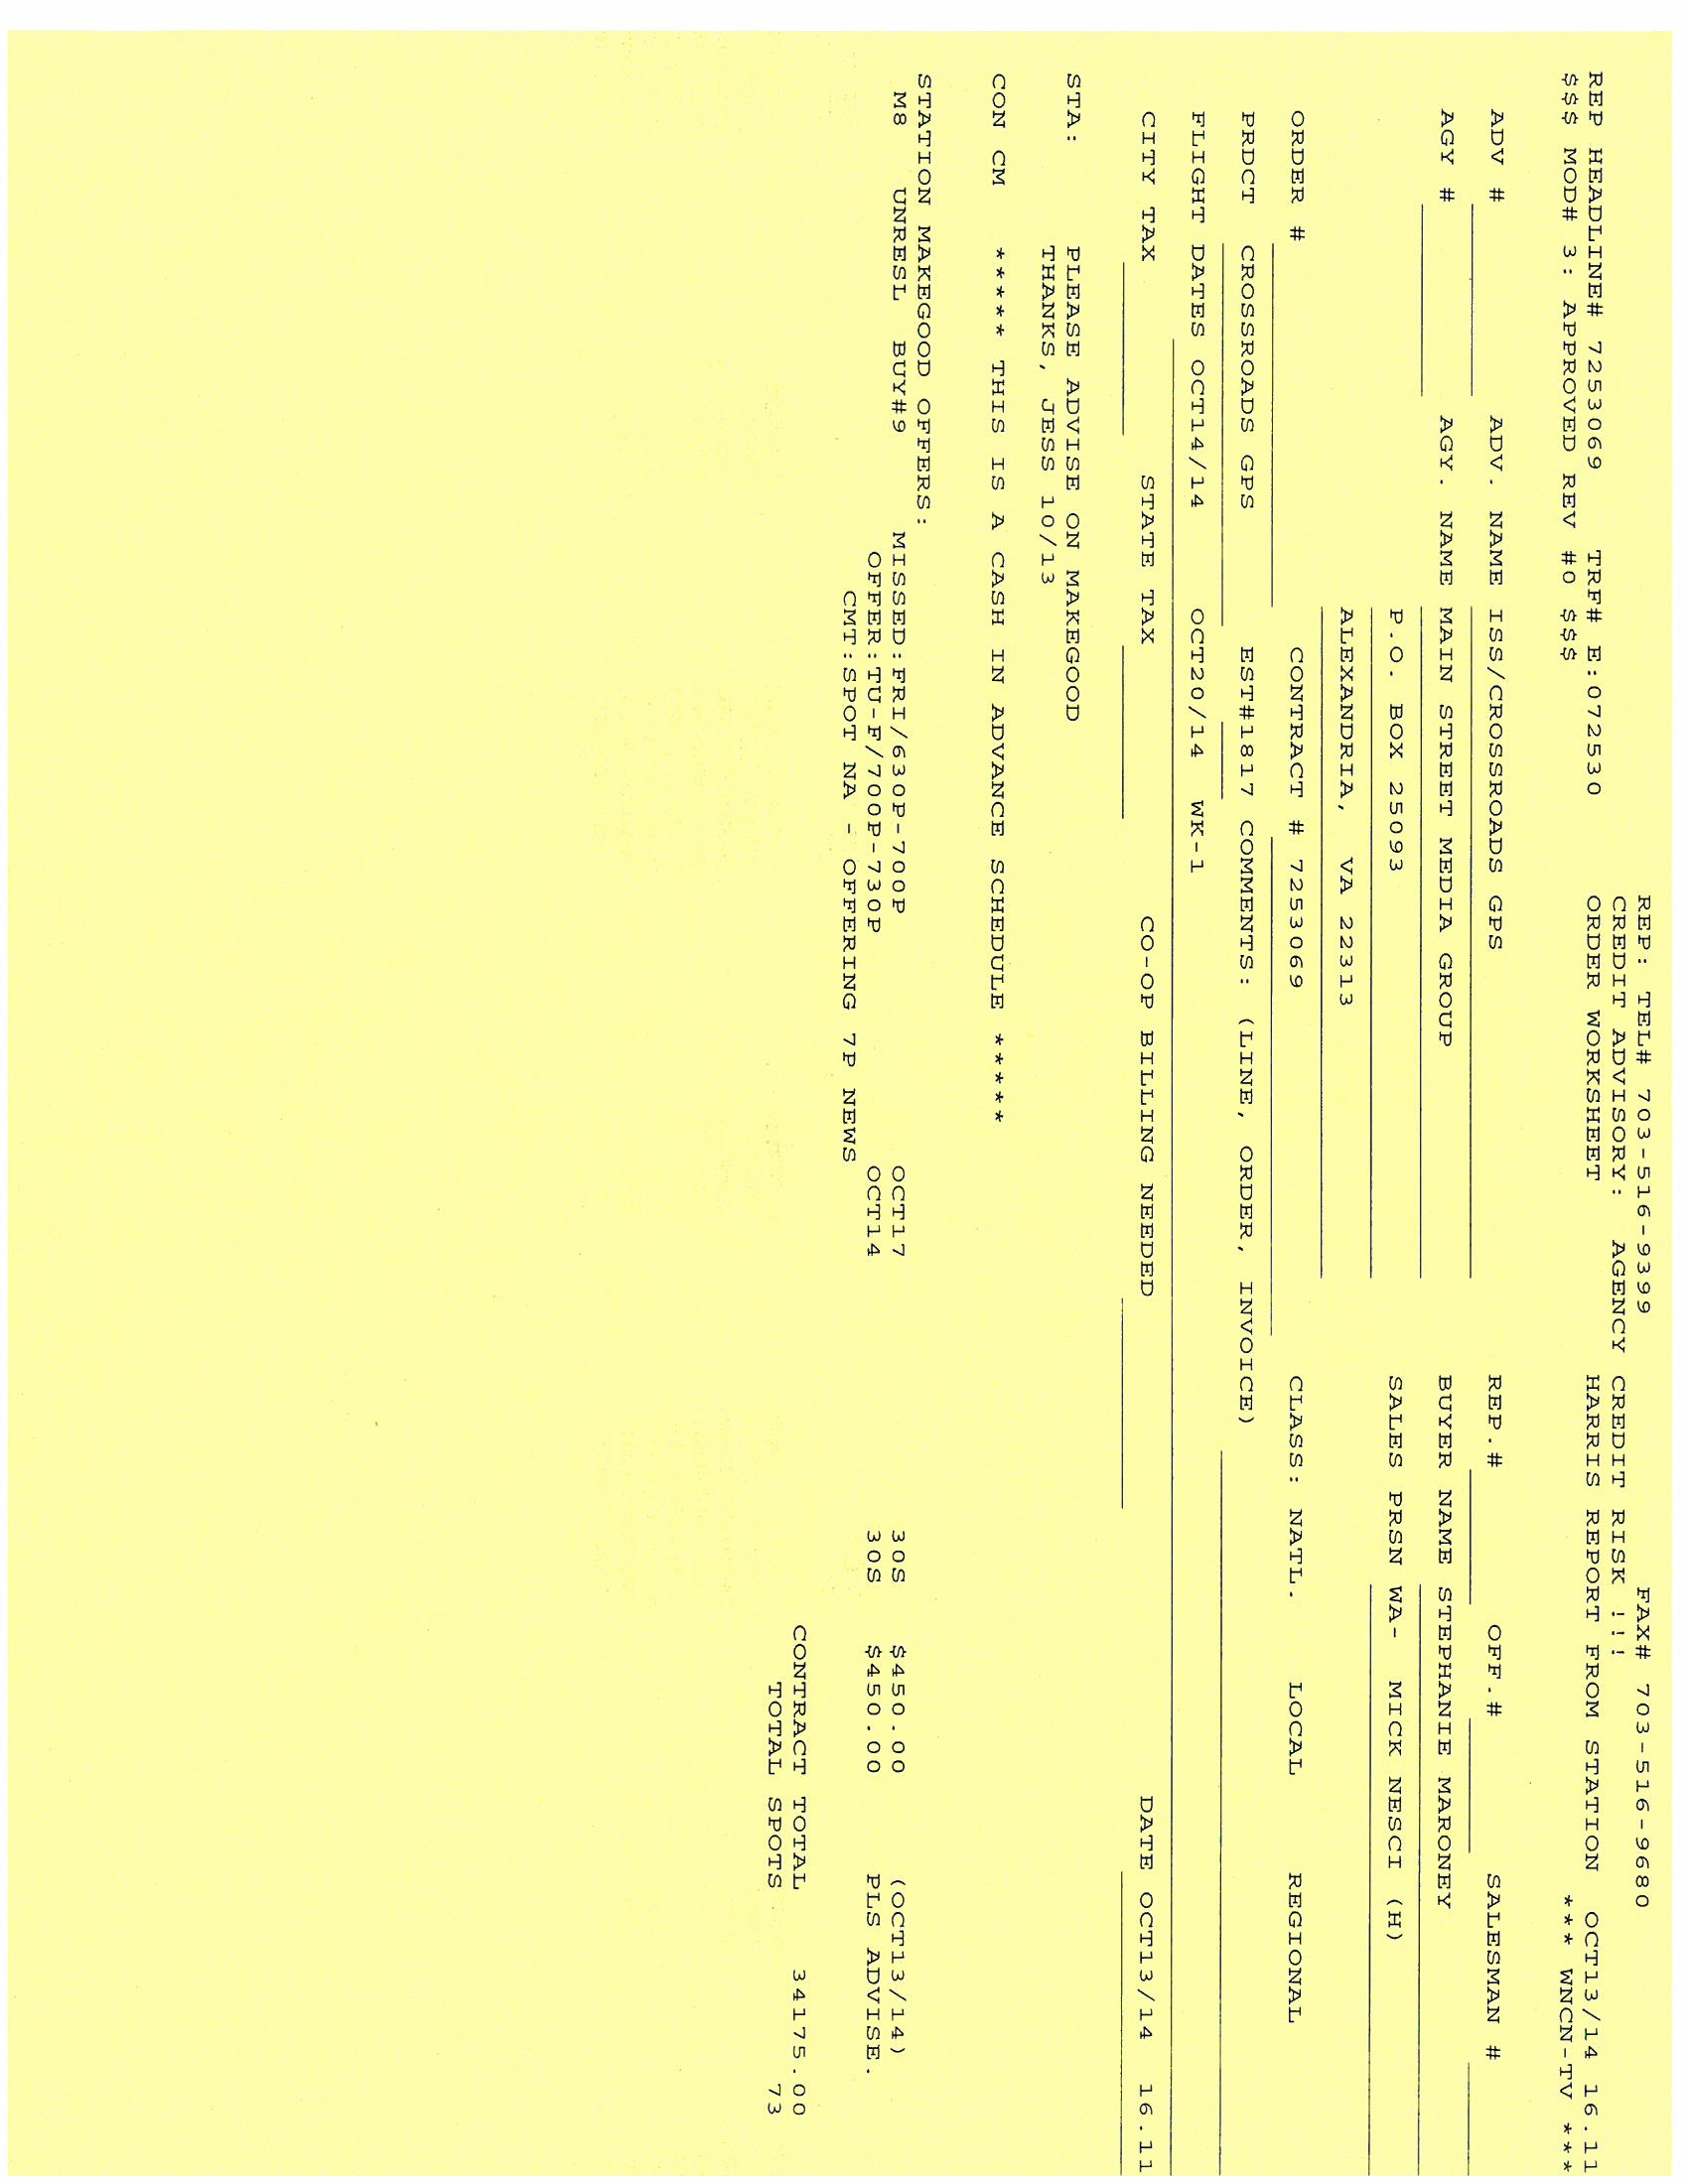 REP: TEL# 703-516-9399 FAX# 703-516-9680
CREDIT ADVISORY: AGENCY CREDIT RISK !!!
REP HEADLINE# 7253069 TRF# E:072530 ORDER WORKSHEET HARRIS REPORT FROM STATION OCT13/14 16.11
$$$ MOD# 3: APPROVED REV #0 $$$ *** WNCN-TV ***
ADV # ADV. NAME ISS/CROSSROADS GPS REP.# OFF.# SALESMAN #
AGY # AGY. NAME MAIN STREET MEDIA GROUP BUYER NAME STEPHANIE MARONEY
P.O. BOX 25093 SALES PRSN WA- MICK NESCI (H)
ALEXANDRIA, VA 22313
ORDER # CONTRACT # 7253069 CLASS: NATL. LOCAL REGIONAL
PRDCT CROSSROADS GPS EST#1817 COMMENTS: (LINE, ORDER, INVOICE)
FLIGHT DATES OCT14/14 OCT20/14 WK-1
CITY TAX STATE TAX CO-OP BILLING NEEDED DATE OCT13/14 16.11
STA: PLEASE ADVISE ON MAKEGOOD
THANKS, JESS 10/13
CON CM ***** THIS IS A CASH IN ADVANCE SCHEDULE *****
STATION MAKEGOOD OFFERS:
M8 UNRESL BUY#9 MISSED:FRI/630P-700P OCT17 30S $450.00 (OCT13/14)
OFFER:TU-F/700P-730P OCT14 30S $450.00 PLS ADVISE.
CMT:SPOT NA - OFFERING 7P NEWS
CONTRACT TOTAL 34175.00
TOTAL SPOTS 73